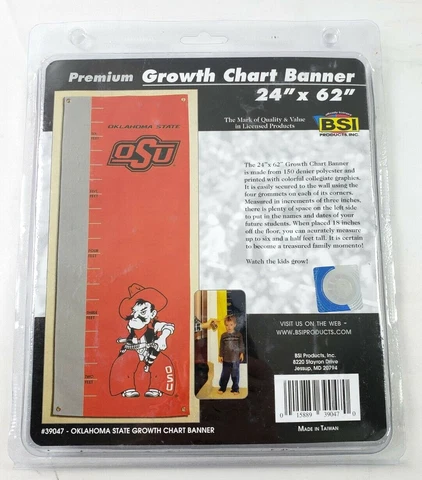 Premium Growth Chart Banner
24" x 62"
The Mark of Quality & Value
in Licensed Products
BSI
PRODUCTS, INC.
OKLAHOMA STATE
OSU
The 24"x 62" Growth Chart Banner
is made from 150 denier polyester and
printed with colorful collegiate graphics.
It is easily secured to the wall using the
four grommets on each of its corners.
Measured in increments of three inches,
there is plenty of space on the left side
to put in the names and dates of your
future students. When placed 18 inches
off the floor, you can acurately measure
up to six and a half feet tall. It is certain
to become a treasured family momento!
Watch the kids grow!
OSU
VISIT US ON THE WEB -
WWW.BSIPRODUCTS.COM
BSI Products, Inc.
8220 Stayton Drive
Jessup, MD 20794
0 15889 39047 0
MADE IN TAIWAN
#39047 - OKLAHOMA STATE GROWTH CHART BANNER